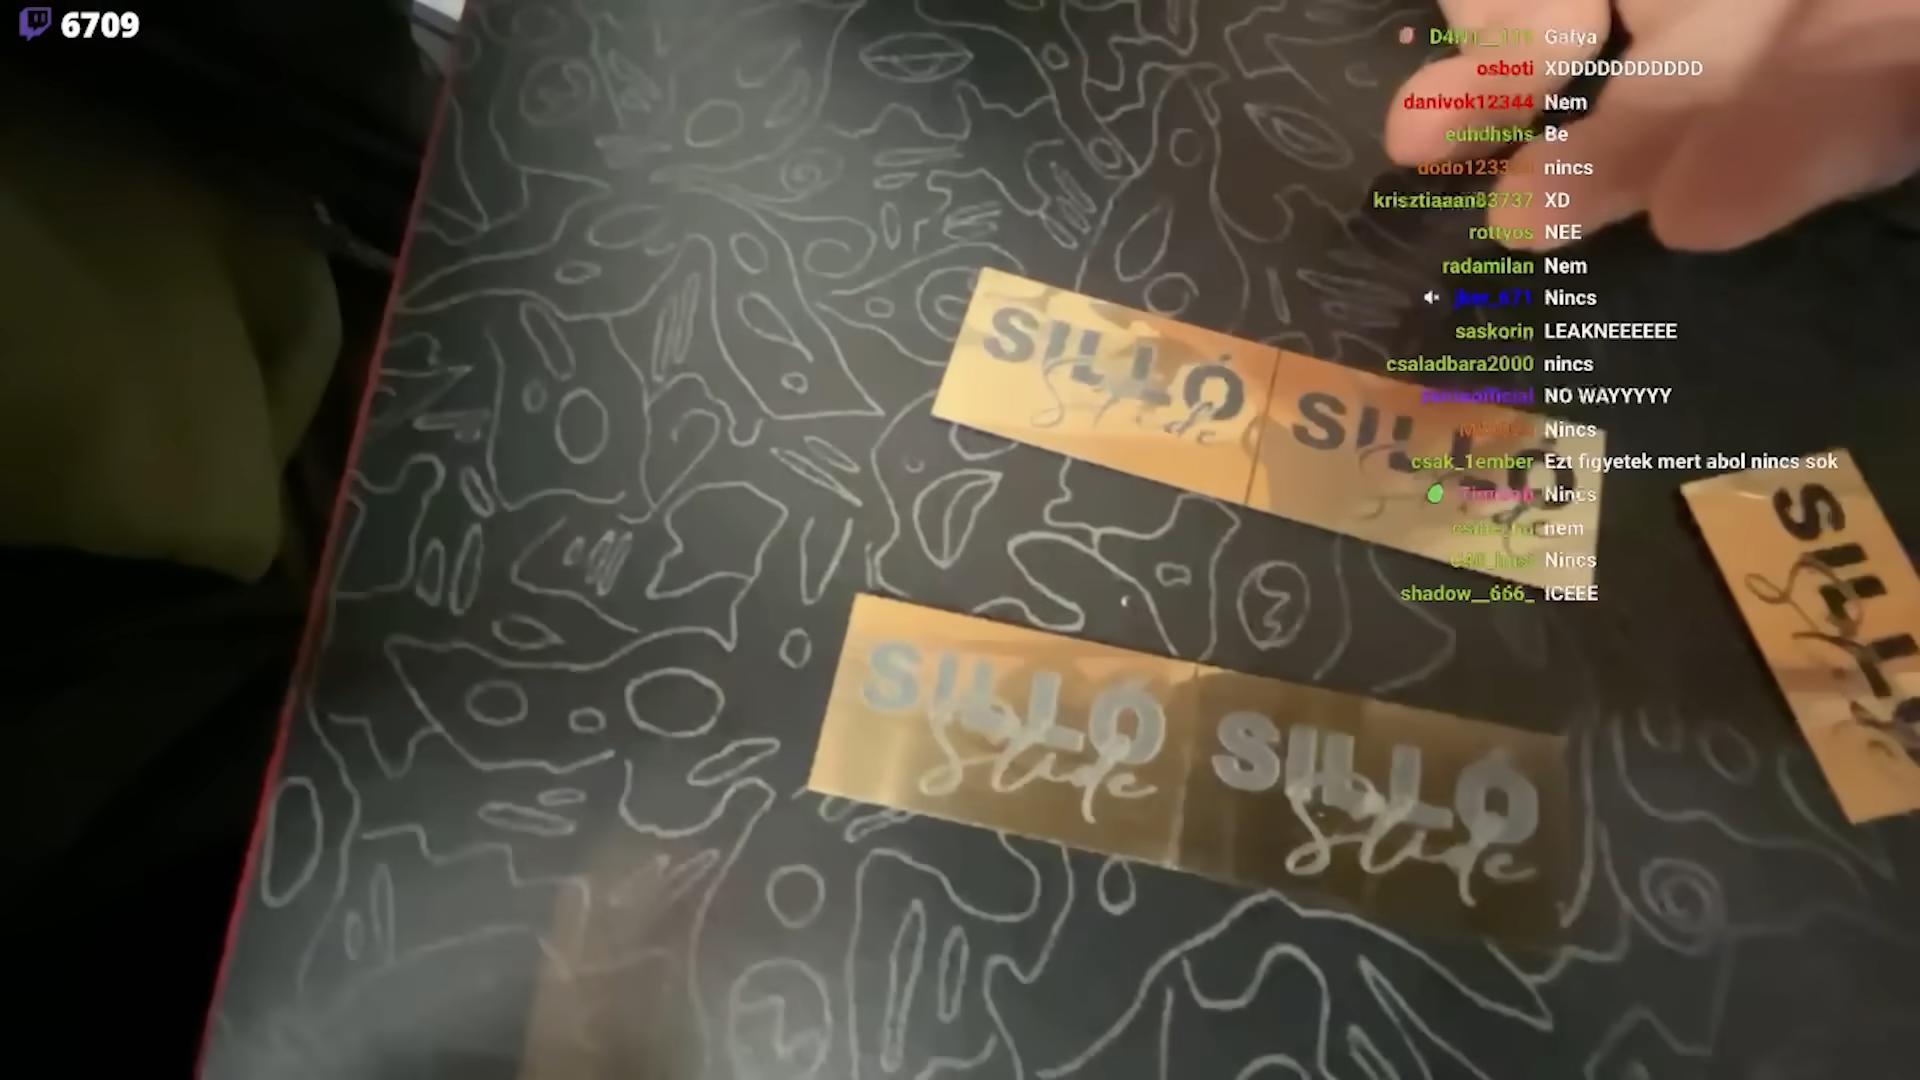 6709
Gatya
osboti XDDDDDDDDDDD
danivok12344 Nem
euhdhshs Be
nincs
krisztiaaan83737 XD
rottyos NEE
radamilan Nem
Nincs
saskorin LEAKNEEEEEE
csaladbara2000 nincs
NO WAYYYYY
Nincs
csak_1ember Ezt figyetek mert abol nincs sok
Nincs
nem
Nincs
shadow__666_ ICEEE
SILLÓ SILLÓ
SILLÓ SILLÓ
Slide Slide
SILL